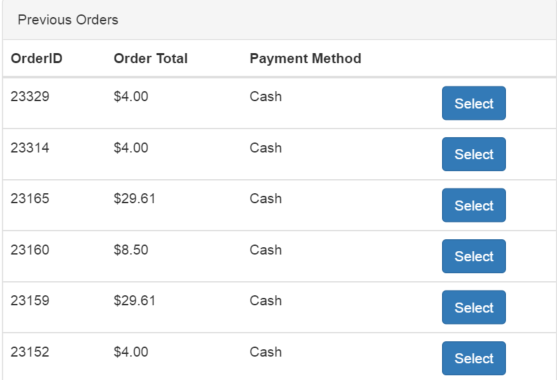 Previous Orders
OrderID Order Total Payment Method
23329 $4.00 Cash Select
23314 $4.00 Cash Select
23165 $29.61 Cash Select
23160 $8.50 Cash Select
23159 $29.61 Cash Select
23152 $4.00 Cash Select